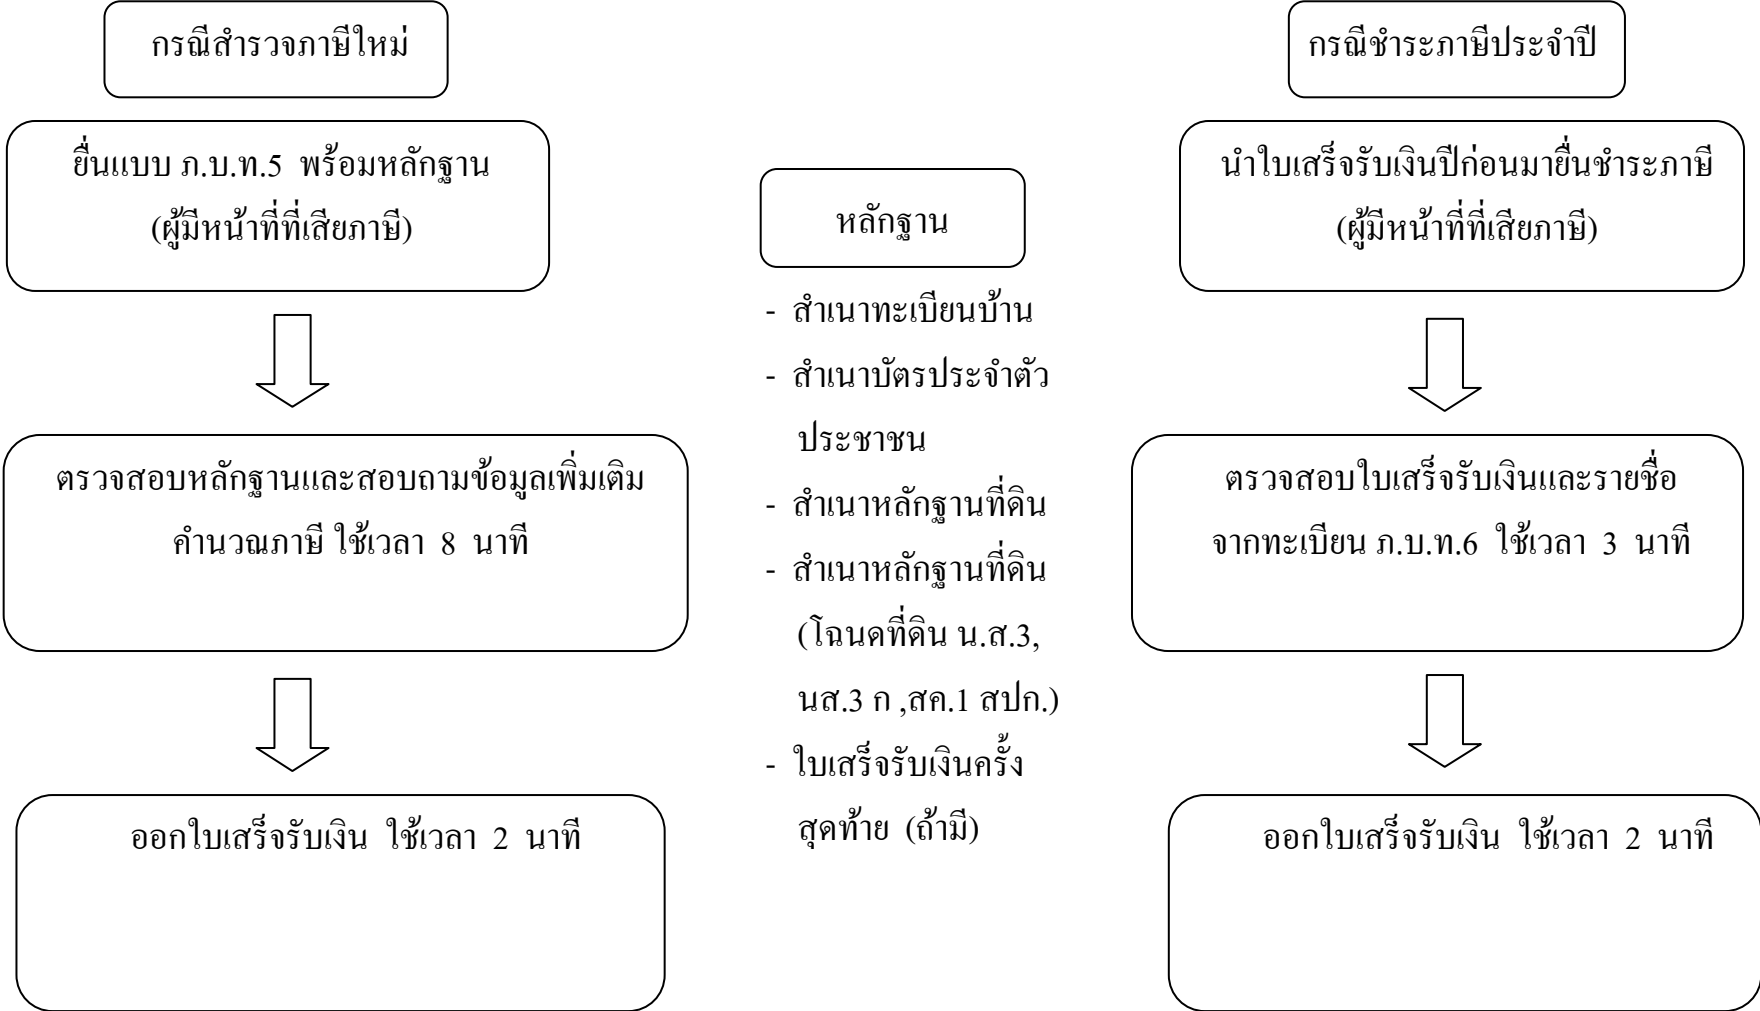 กรณีสำรวจภาษีใหม่
ยื่นแบบ ภ.บ.ท.5 พร้อมหลักฐาน
(ผู้มีหน้าที่ที่เสียภาษี)
ตรวจสอบหลักฐานและสอบถามข้อมูลเพิ่มเติม
คำนวณภาษี ใช้เวลา 8 นาที
ออกใบเสร็จรับเงิน ใช้เวลา 2 นาที
หลักฐาน
- สำเนาทะเบียนบ้าน
- สำเนาบัตรประจำตัว
ประชาชน
- สำเนาหลักฐานที่ดิน
- สำเนาหลักฐานที่ดิน
(โฉนดที่ดิน น.ส.3,
นส.3 ก ,สค.1 สปก.)
- ใบเสร็จรับเงินครั้ง
สุดท้าย (ถ้ามี)
กรณีชำระภาษีประจำปี
นำใบเสร็จรับเงินปีก่อนมายื่นชำระภาษี
(ผู้มีหน้าที่ที่เสียภาษี)
ตรวจสอบใบเสร็จรับเงินและรายชื่อ
จากทะเบียน ภ.บ.ท.6 ใช้เวลา 3 นาที
ออกใบเสร็จรับเงิน ใช้เวลา 2 นาที